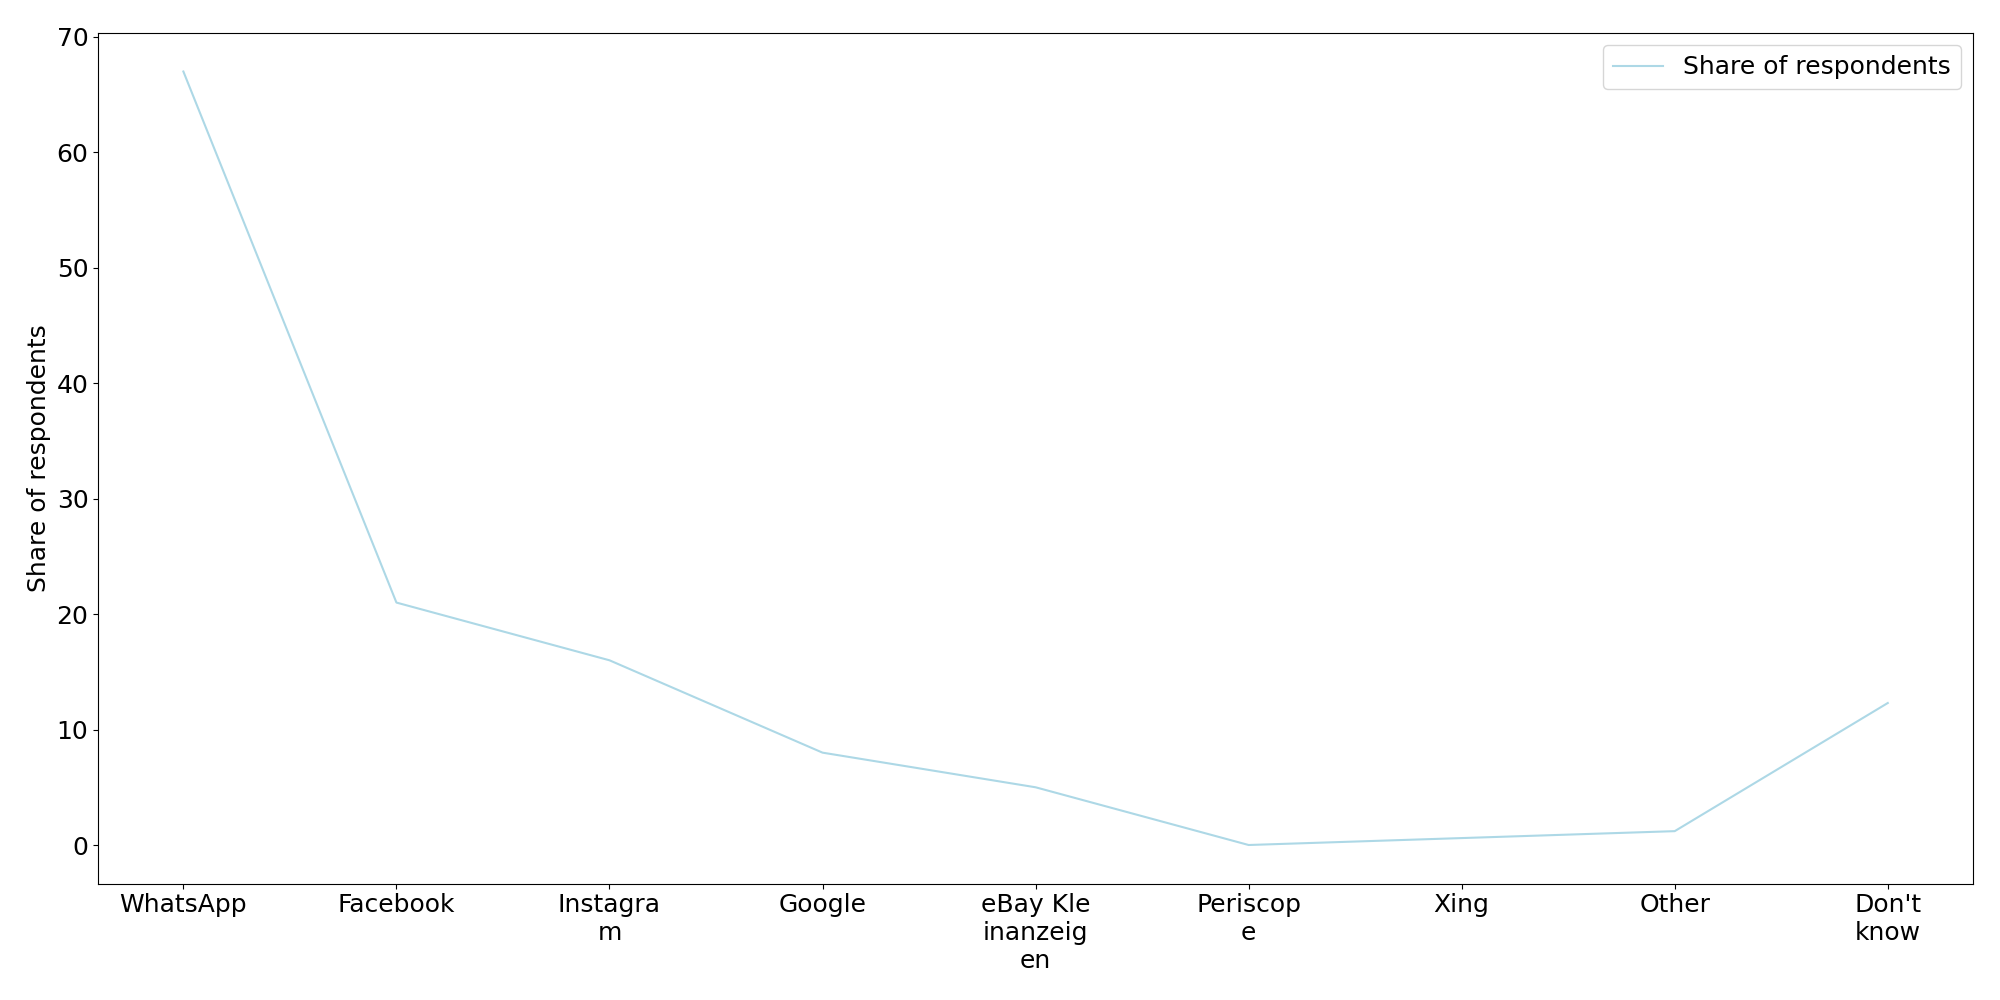 Share of respondents
70
60
50
40
30
20
10
0
Share of respondents
WhatsApp
Facebook
Instagra
m
Google
eBay Kle
inanzeig
en
Periscop
e
Xing
Other
Don't
know